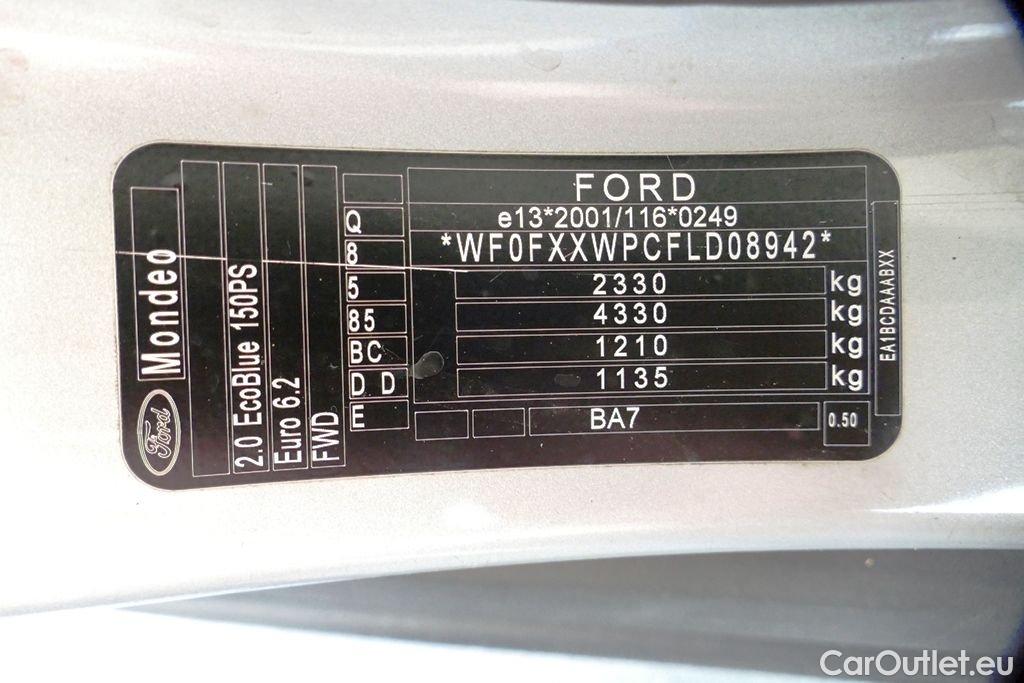 Ford
Mondeo
2.0 EcoBlue 150PS
Euro 6.2
FWD
Q
8
5
85
BC
D D
E
FORD
e13*2001/116*0249
*WF0FXXWPCFLD08942*
2330 kg
4330 kg
1210 kg
1135 kg
BA7
0.50
EA1BCDAAABXX
CarOutlet.eu